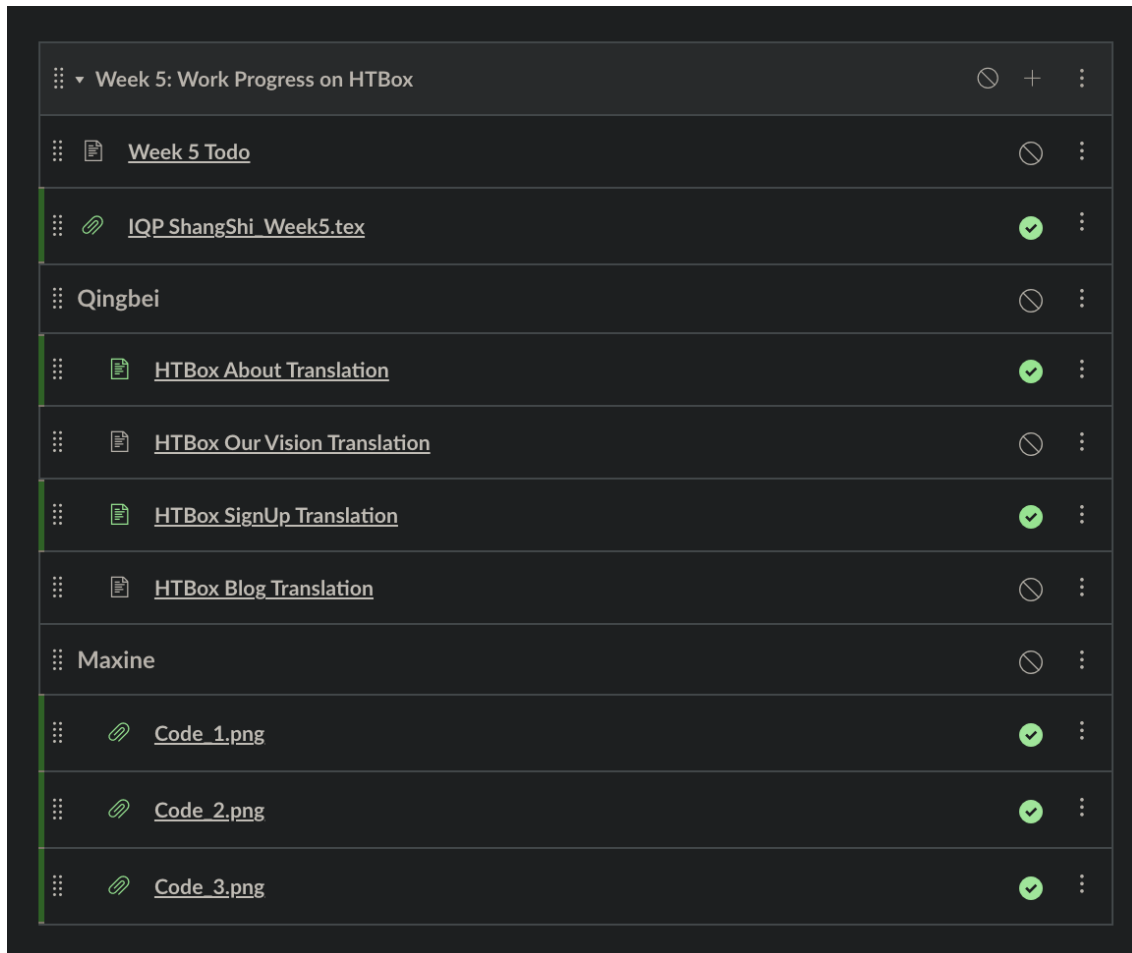 Week 5: Work Progress on HTBox
Week 5 Todo
IQP ShangShi_Week5.tex
Qingbei
HTBox About Translation
HTBox Our Vision Translation
HTBox SignUp Translation
HTBox Blog Translation
Maxine
Code_1.png
Code_2.png
Code_3.png